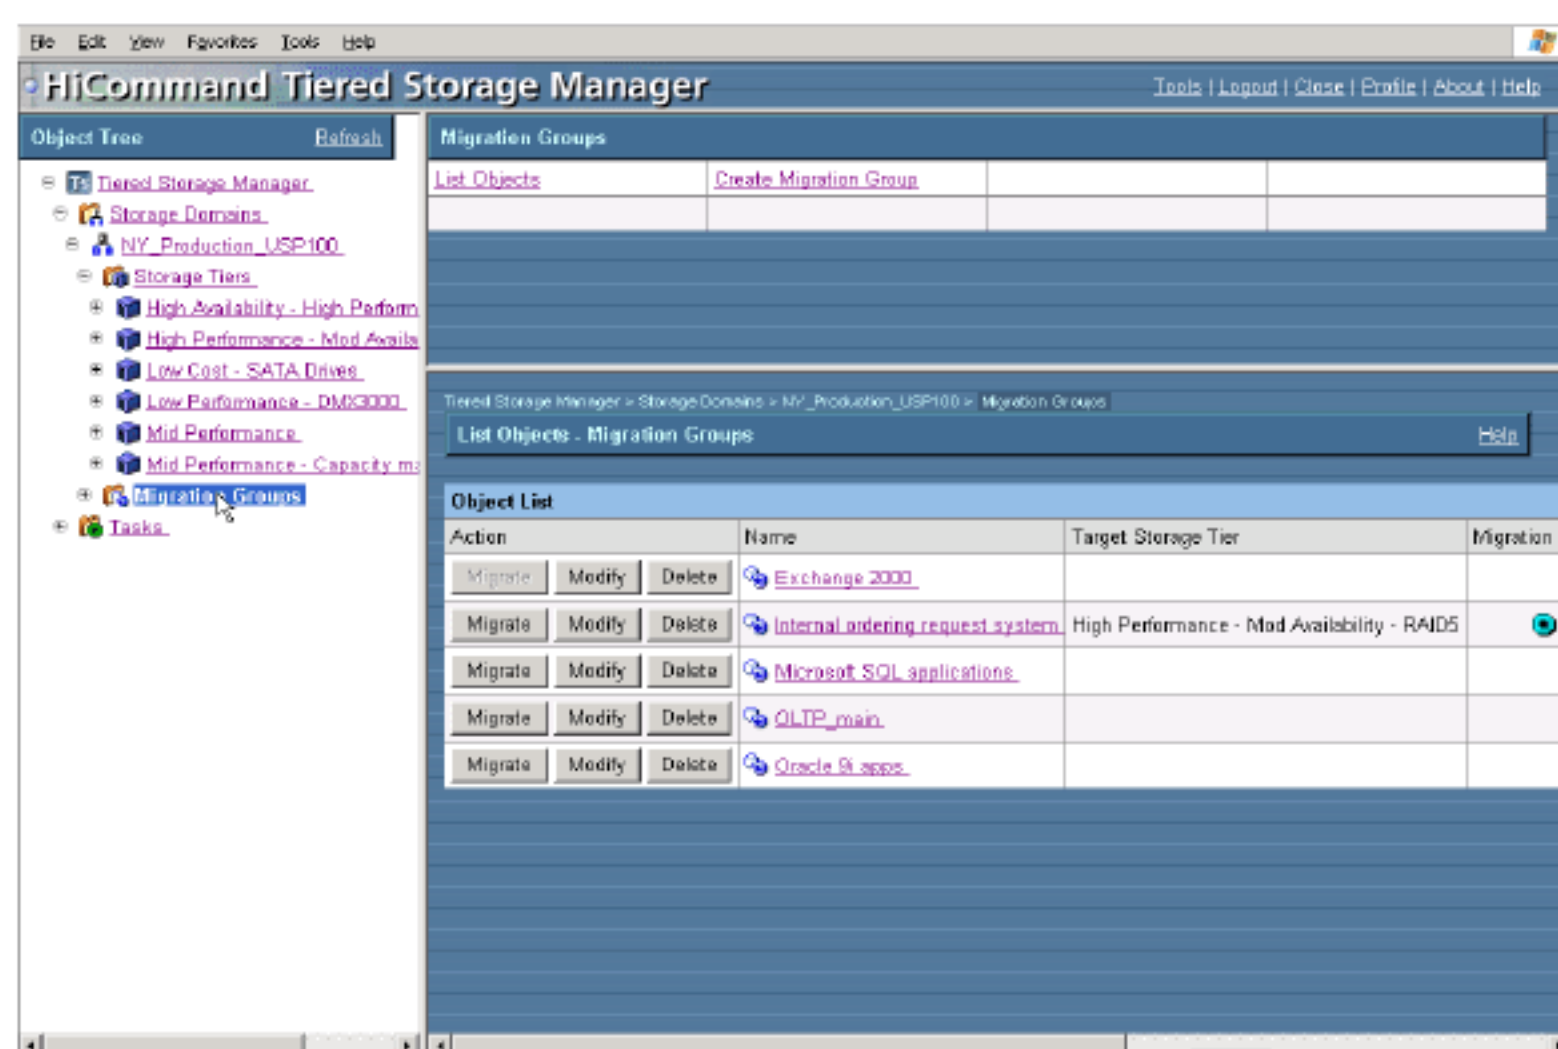 File Edit View Favorites Tools Help
HiCommand Tiered Storage Manager
Tools | Logout | Close | Profile | About | Help
Object Tree Refresh
Tiered Storage Manager
Storage Domains
NY_Production_USP100
Storage Tiers
High Availability - High Perform
High Performance - Mod Availa
Low Cost - SATA Drives
Low Performance - DMX3000
Mid Performance
Mid Performance - Capacity ma
Migration Groups
Tasks
Migration Groups
List Objects Create Migration Group
Tiered Storage Manager > Storage Domains > NY_Production_USP100 > Migration Groups
List Objects - Migration Groups Help
Object List
Action Name Target Storage Tier Migration
Migrate Modify Delete Exchange 2000
Migrate Modify Delete Internal ordering request system High Performance - Mod Availability - RAID5
Migrate Modify Delete Microsoft SQL applications
Migrate Modify Delete OLTP_main
Migrate Modify Delete Oracle 9i apps